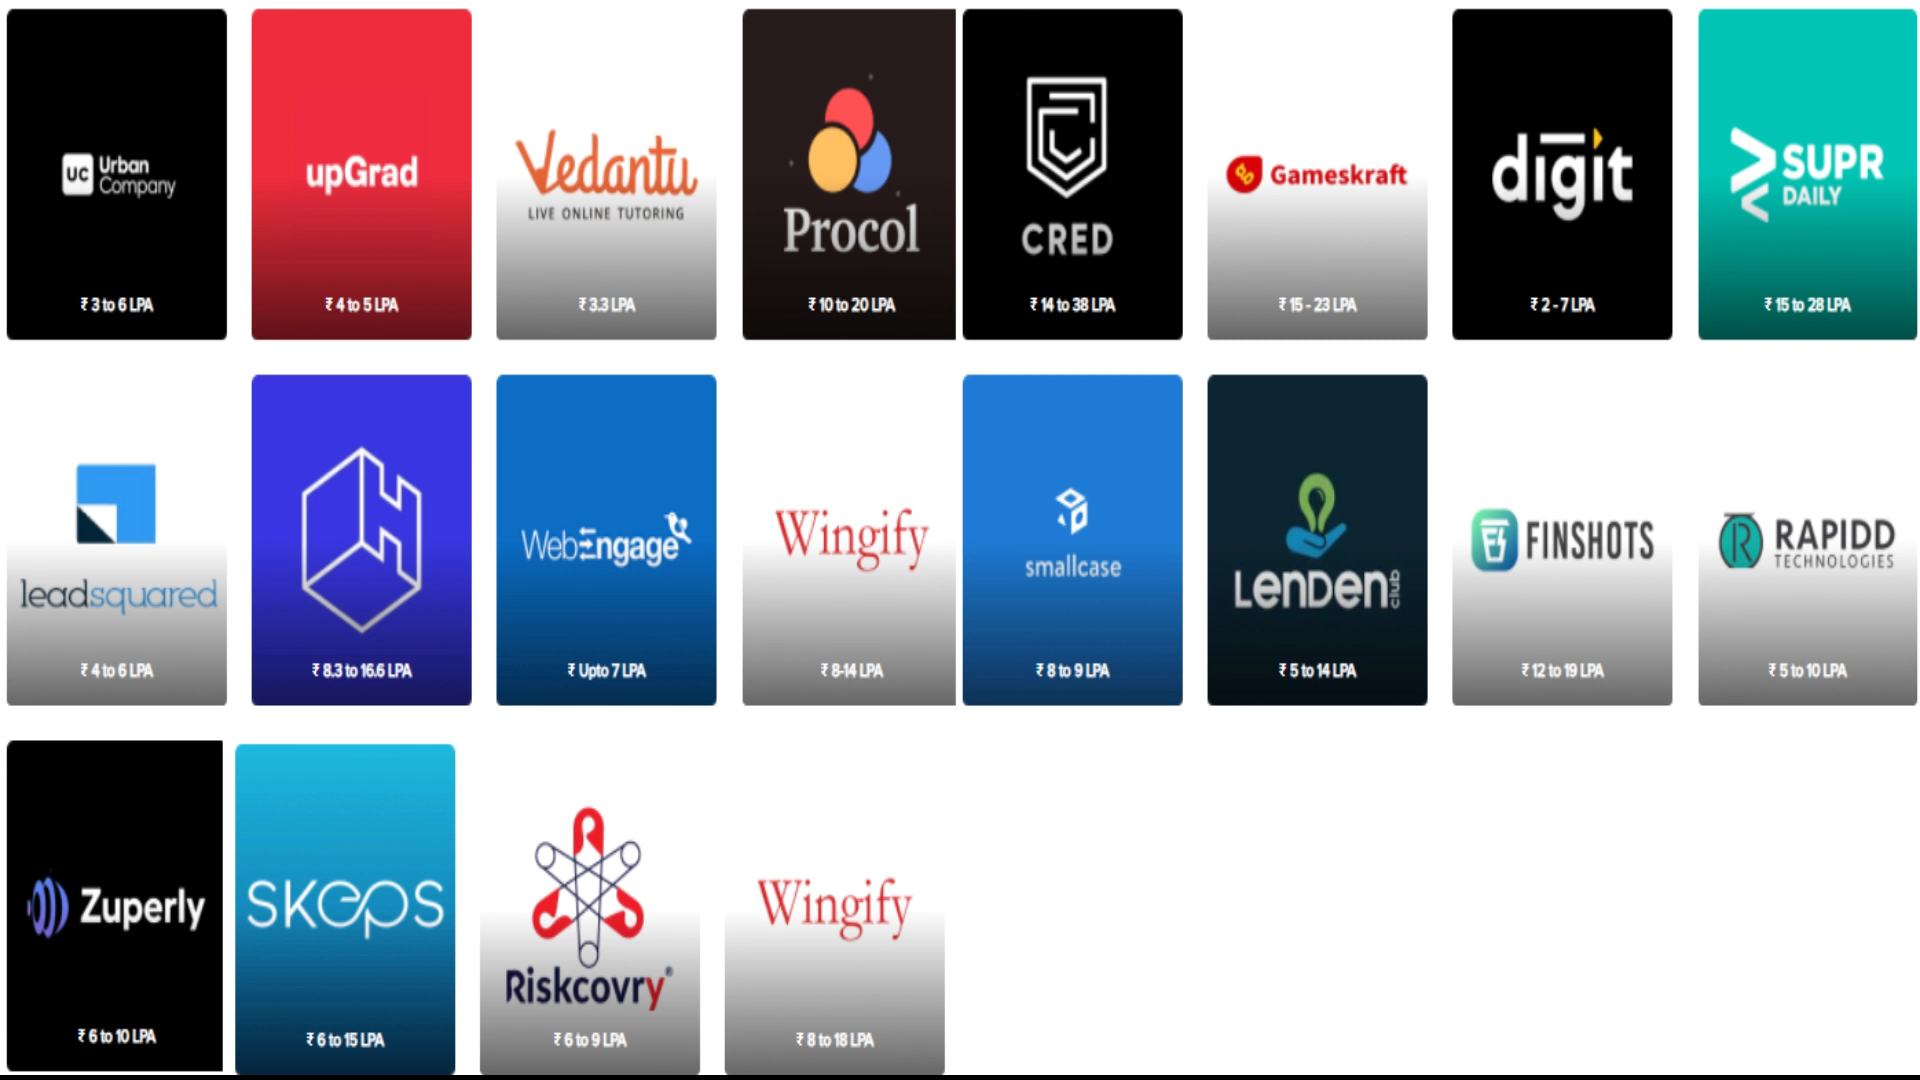 UC Urban Company
₹ 3 to 6 LPA
upGrad
₹ 4 to 5 LPA
Vedantu
LIVE ONLINE TUTORING
₹ 3.3 LPA
Procol
₹ 10 to 20 LPA
CRED
₹ 14 to 38 LPA
Gameskraft
₹ 15 - 23 LPA
digit
₹ 2 - 7 LPA
SUPR
DAILY
₹ 15 to 28 LPA
leadsquared
₹ 4 to 6 LPA
₹ 8.3 to 16.6 LPA
WebEngage
₹ Upto 7 LPA
Wingify
₹ 8-14 LPA
smallcase
₹ 8 to 9 LPA
LenDen club
₹ 5 to 14 LPA
FINSHOTS
₹ 12 to 19 LPA
R RAPIDD
TECHNOLOGIES
₹ 5 to 10 LPA
Zuperly
₹ 6 to 10 LPA
skeps
₹ 6 to 15 LPA
Riskcovry®
₹ 6 to 9 LPA
Wingify
₹ 8 to 18 LPA